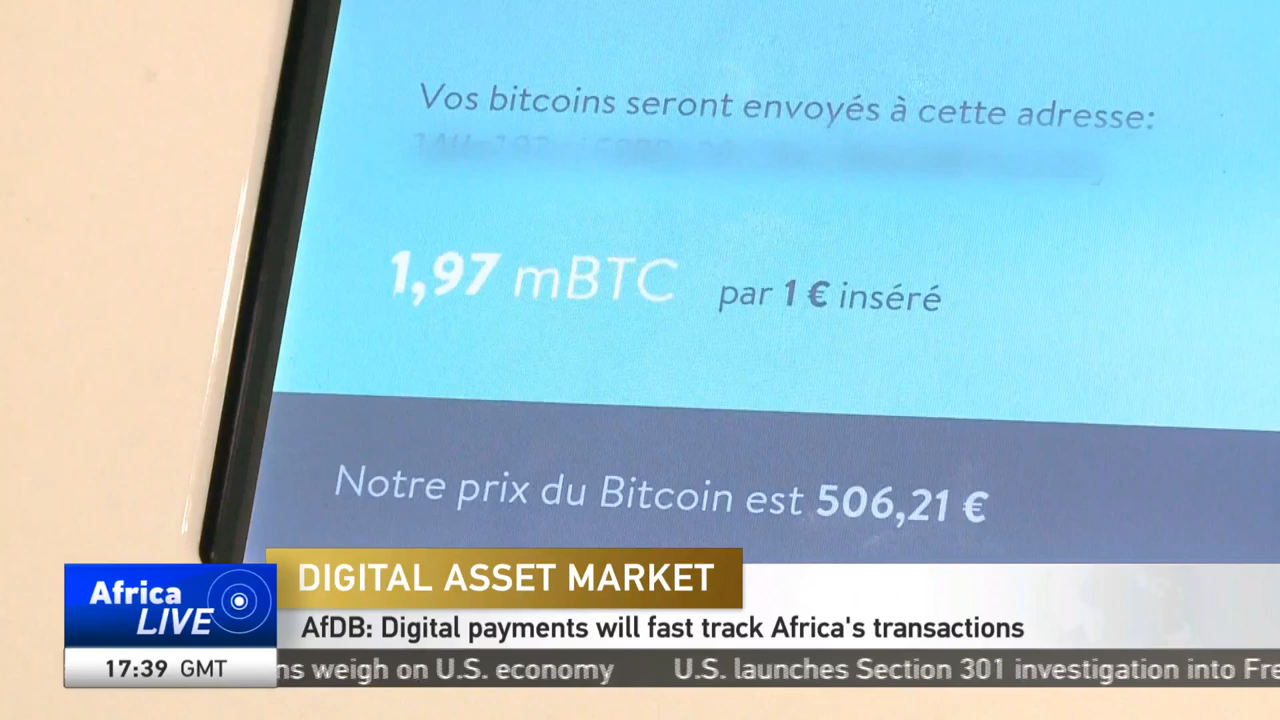 Vos bitcoins seront envoyés à cette adresse:
1,97 mBTC par 1 € inséré
Notre prix du Bitcoin est 506,21 €
DIGITAL ASSET MARKET
Africa
LIVE
AfDB: Digital payments will fast track Africa's transactions
17:39 GMT
weigh on U.S. economy U.S. launches Section 301 investigation into